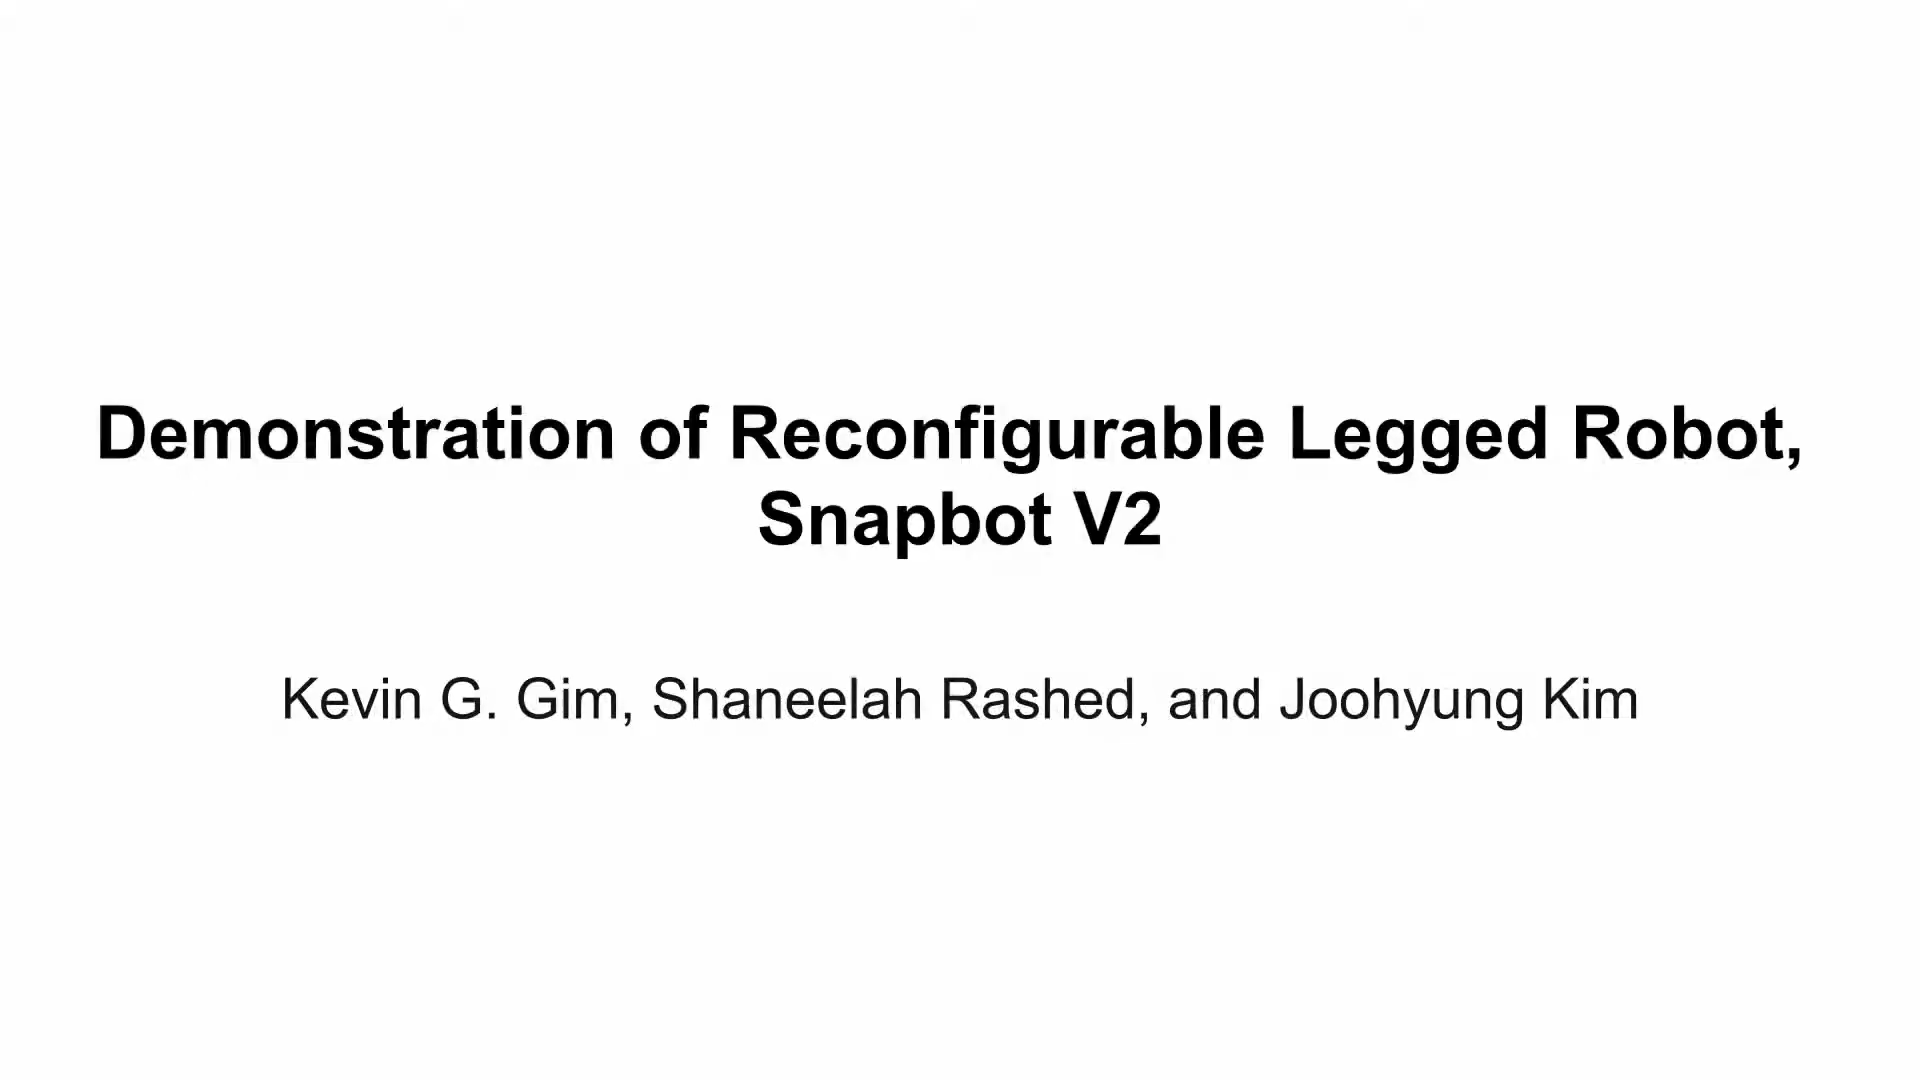 Demonstration of Reconfigurable Legged Robot,
Snapbot V2
Kevin G. Gim, Shaneelah Rashed, and Joohyung Kim